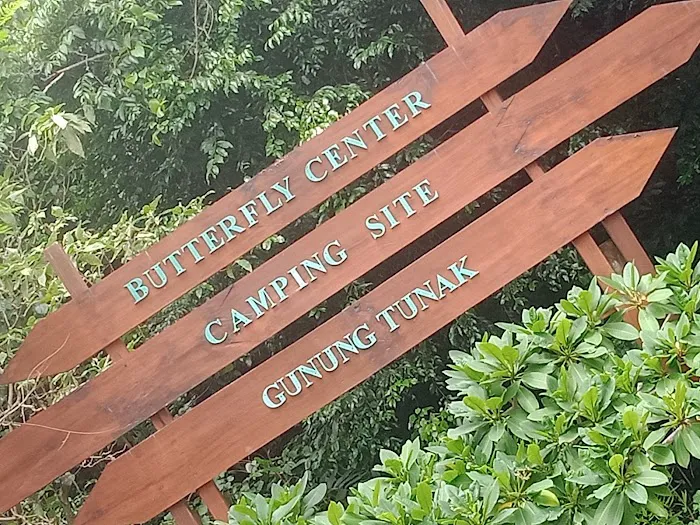 BUTTERFLY CENTER
CAMPING SITE
GUNUNG TUNAK